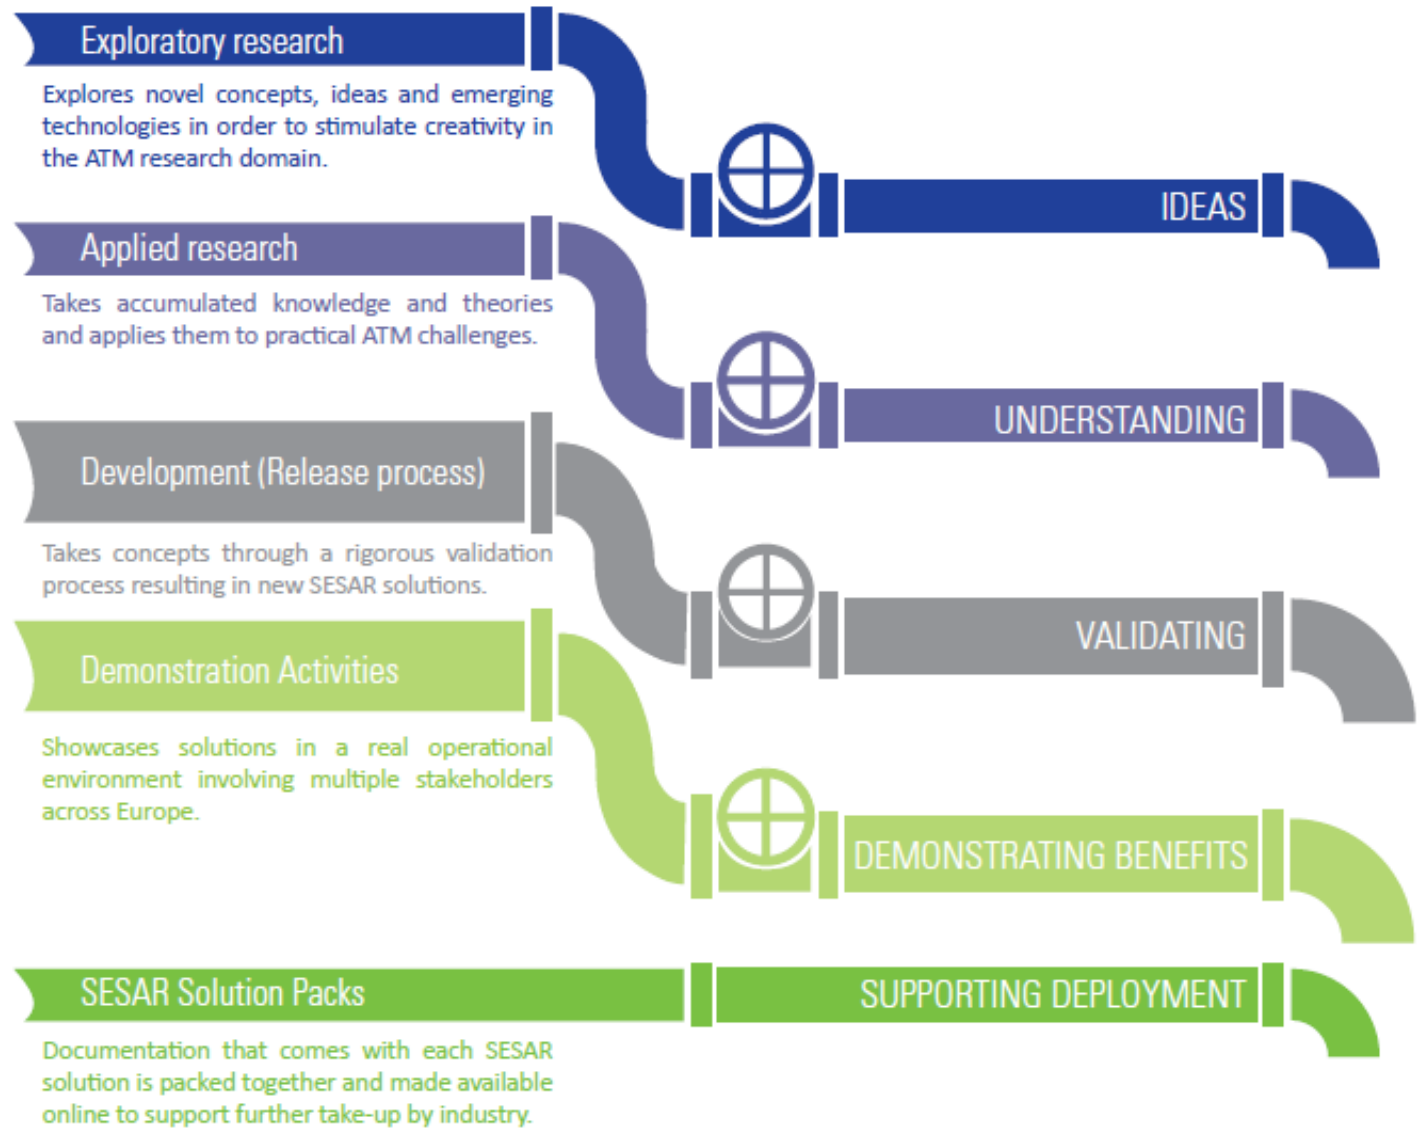 Exploratory research
Explores novel concepts, ideas and emerging
technologies in order to stimulate creativity in
the ATM research domain.
IDEAS
Applied research
Takes accumulated knowledge and theories
and applies them to practical ATM challenges.
UNDERSTANDING
Development (Release process)
Takes concepts through a rigorous validation
process resulting in new SESAR solutions.
VALIDATING
Demonstration Activities
Showcases solutions in a real operational
environment involving multiple stakeholders
across Europe.
DEMONSTRATING BENEFITS
SESAR Solution Packs
SUPPORTING DEPLOYMENT
Documentation that comes with each SESAR
solution is packed together and made available
online to support further take-up by industry.